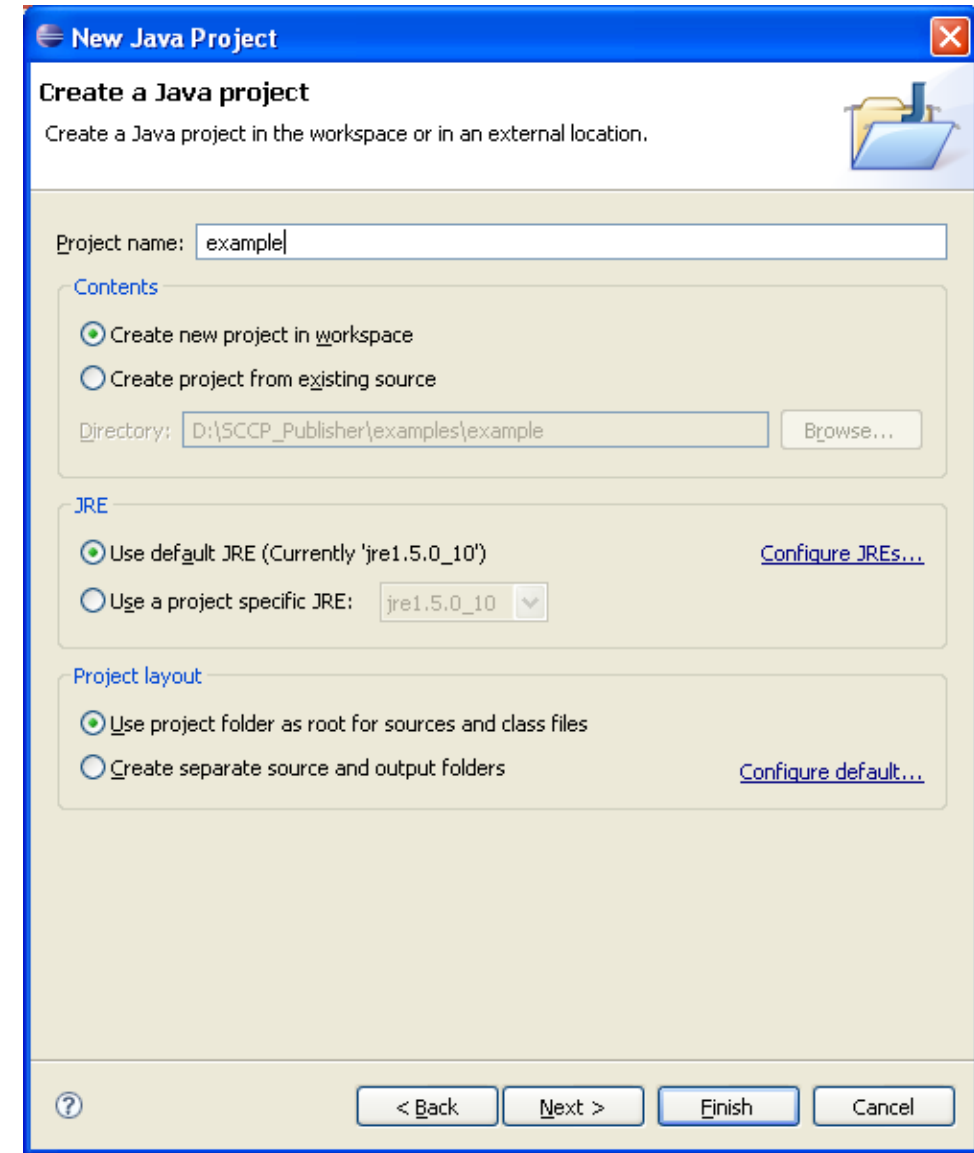 New Java Project
Create a Java project
Create a Java project in the workspace or in an external location.
Project name: example
Contents
Create new project in workspace
Create project from existing source
Directory: D:\SCCP_Publisher\examples\example Browse...
JRE
Use default JRE (Currently 'jre1.5.0_10') Configure JREs...
Use a project specific JRE: jre1.5.0_10
Project layout
Use project folder as root for sources and class files
Create separate source and output folders Configure default...
? < Back Next > Finish Cancel